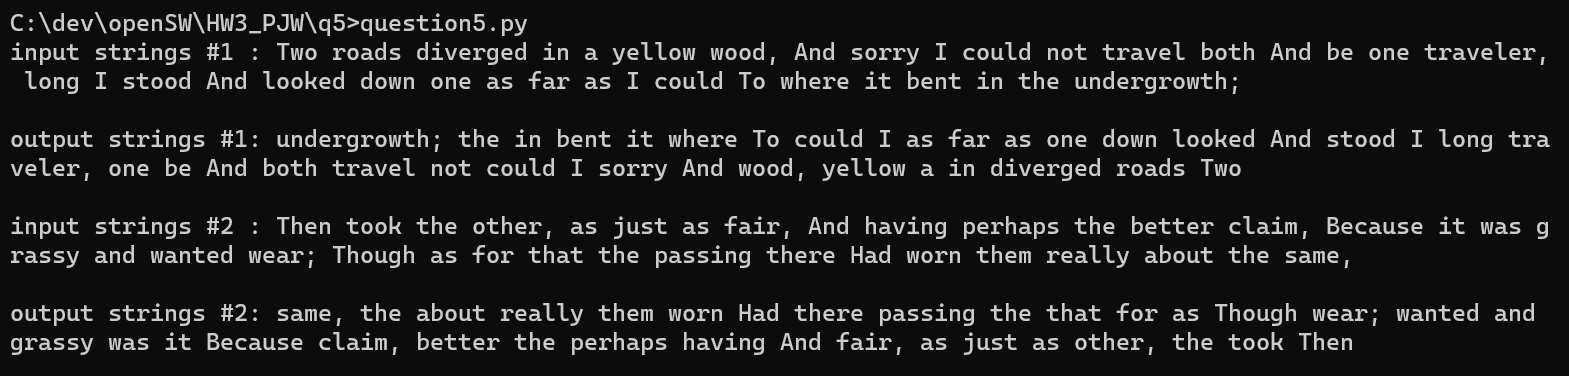 C:\dev\openSW\HW3_PJW\q5>question5.py
input strings #1 : Two roads diverged in a yellow wood, And sorry I could not travel both And be one traveler,
 long I stood And looked down one as far as I could To where it bent in the undergrowth;
output strings #1: undergrowth; the in bent it where To could I as far as one down looked And stood I long tra
veler, one be And both travel not could I sorry And wood, yellow a in diverged roads Two
input strings #2 : Then took the other, as just as fair, And having perhaps the better claim, Because it was g
rassy and wanted wear; Though as for that the passing there Had worn them really about the same,
output strings #2: same, the about really them worn Had there passing the that for as Though wear; wanted and
grassy was it Because claim, better the perhaps having And fair, as just as other, the took Then